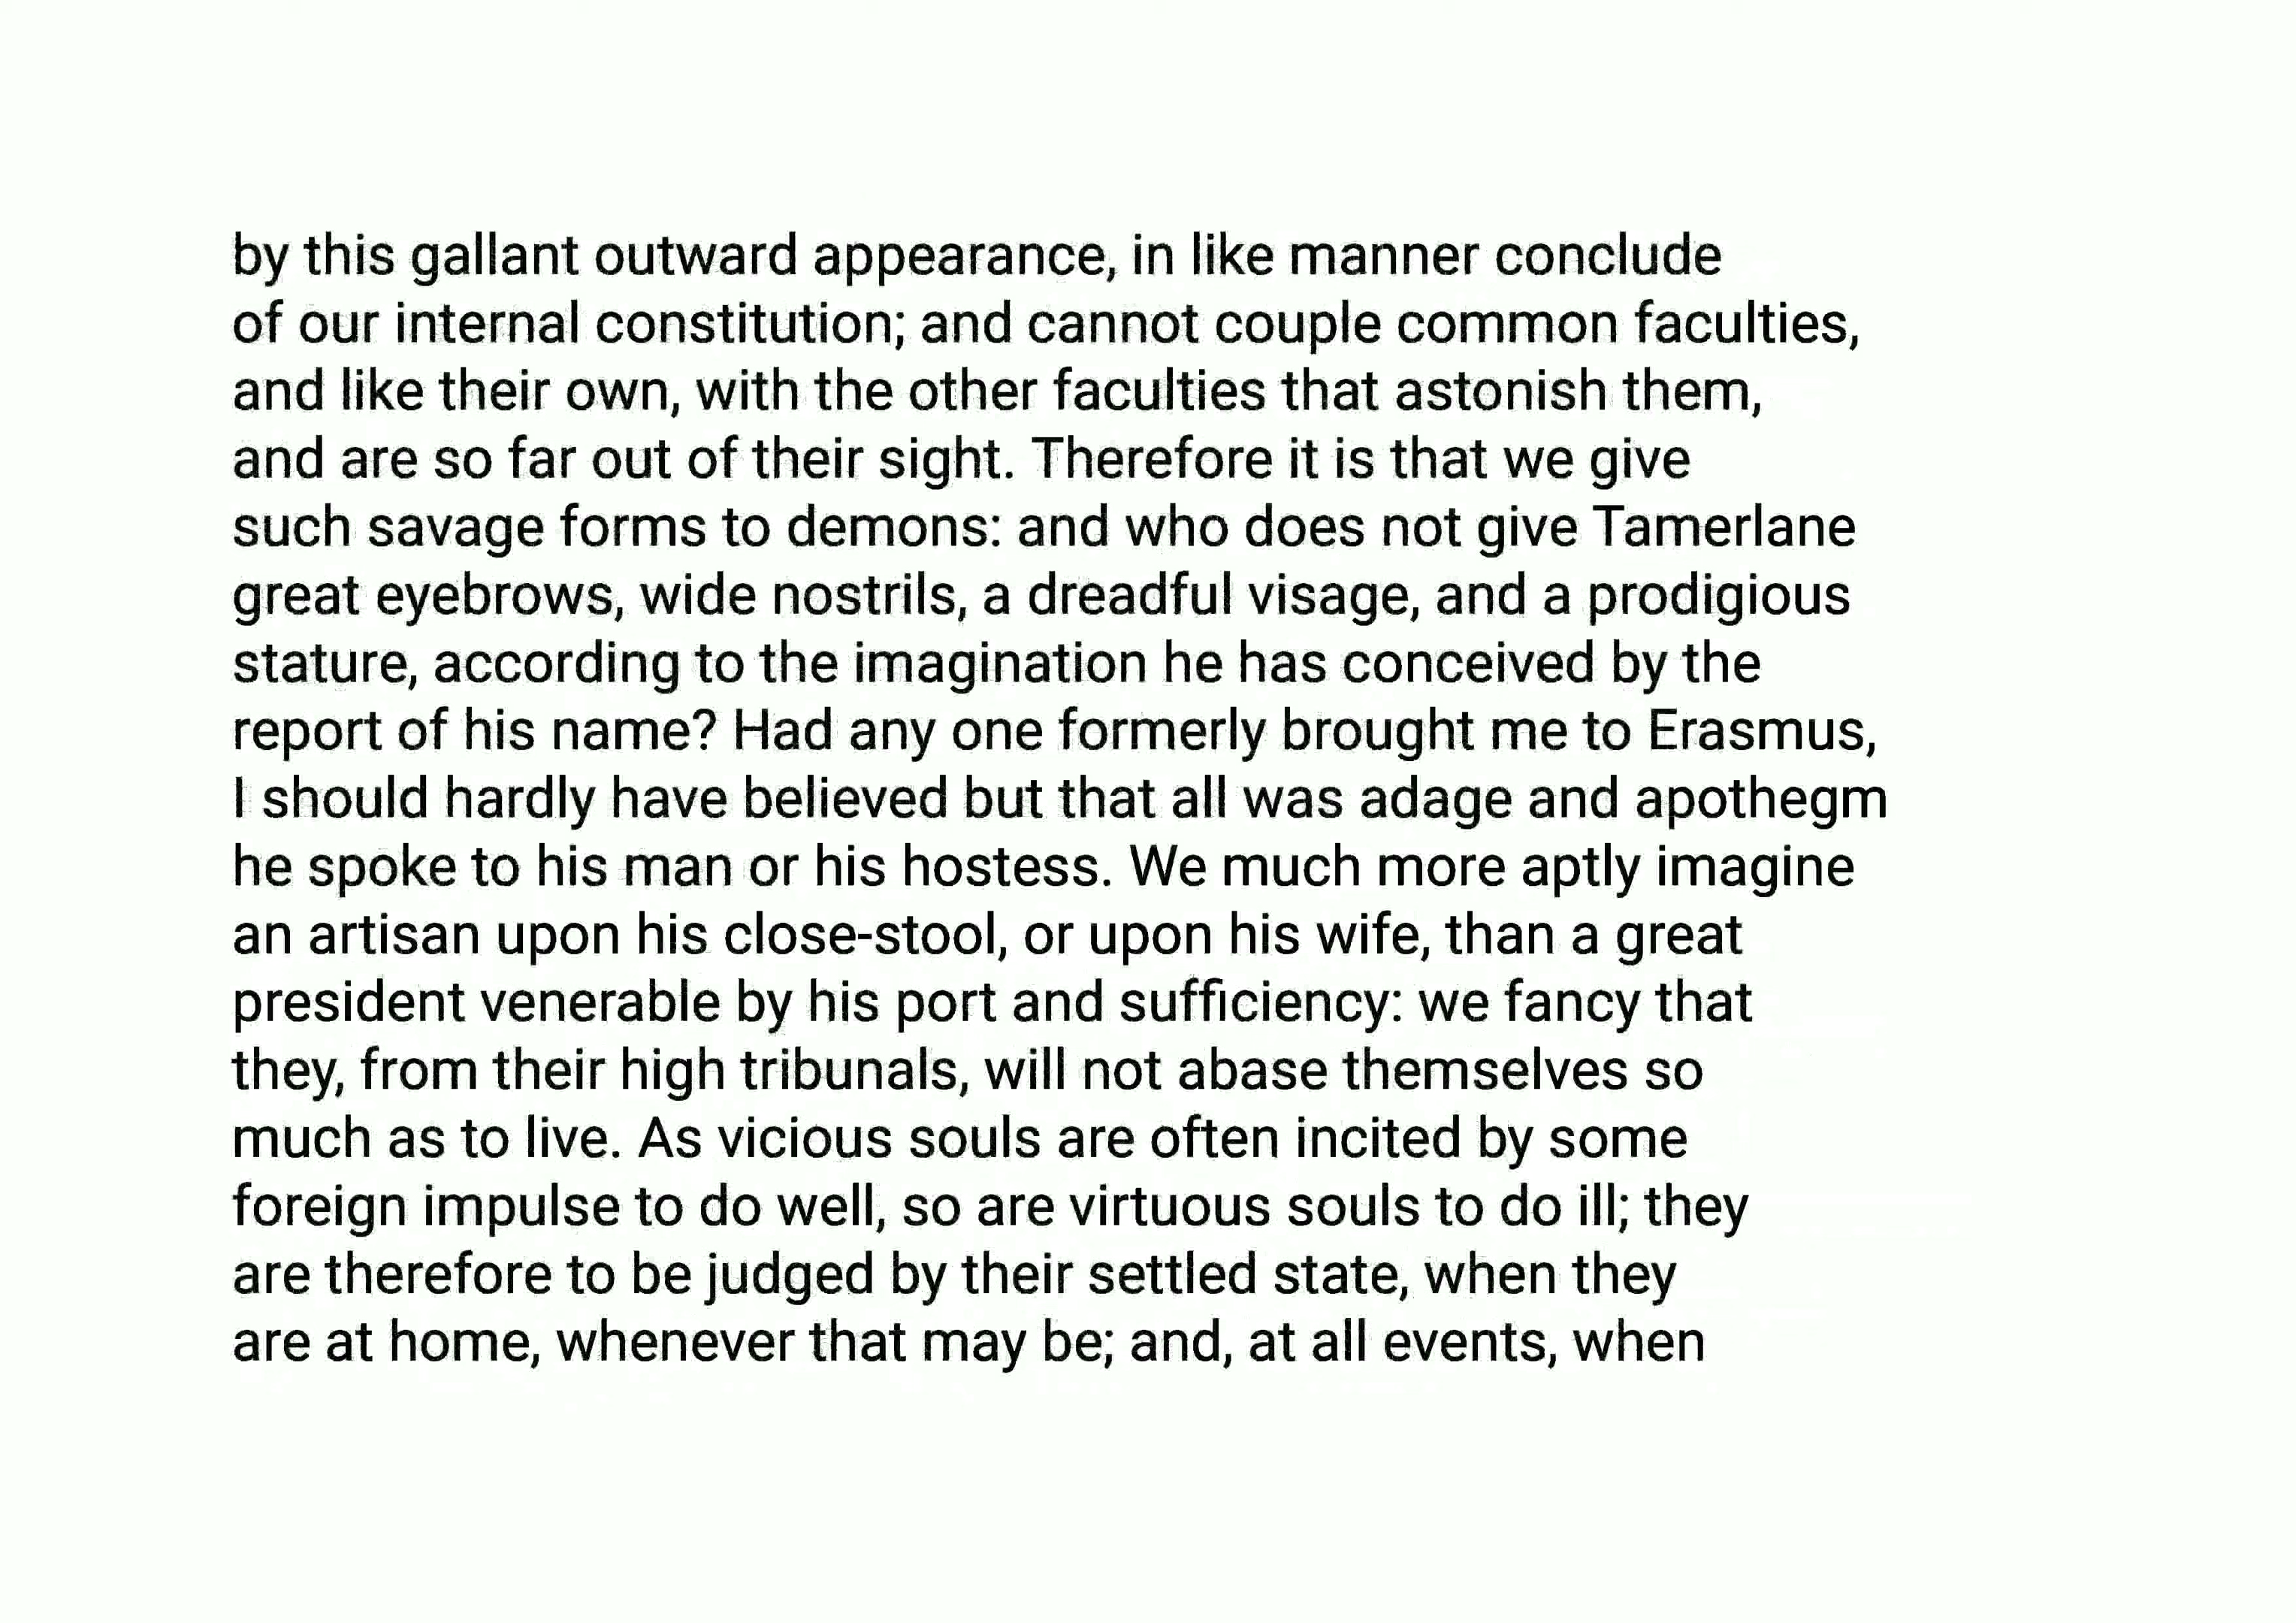 by this gallant outward appearance, in like manner conclude
of our internal constitution; and cannot couple common faculties,
and like their own, with the other faculties that astonish them,
and are so far out of their sight. Therefore it is that we give
such savage forms to demons: and who does not give Tamerlane
great eyebrows, wide nostrils, a dreadful visage, and a prodigious
stature, according to the imagination he has conceived by the
report of his name? Had any one formerly brought me to Erasmus,
I should hardly have believed but that all was adage and apothegm
he spoke to his man or his hostess. We much more aptly imagine
an artisan upon his close-stool, or upon his wife, than a great
president venerable by his port and sufficiency: we fancy that
they, from their high tribunals, will not abase themselves so
much as to live. As vicious souls are often incited by some
foreign impulse to do well, so are virtuous souls to do ill; they
are therefore to be judged by their settled state, when they
are at home, whenever that may be; and, at all events, when